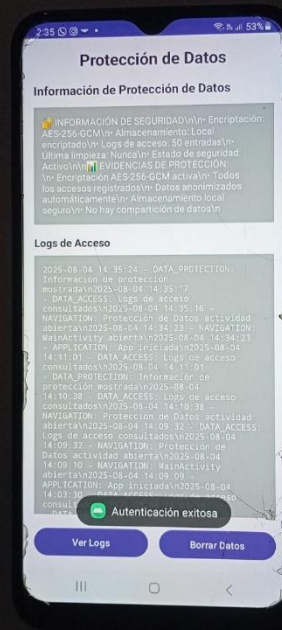 2:35
53%
Protección de Datos
Información de Protección de Datos
🔐 INFORMACIÓN DE SEGURIDAD\n\n• Encriptación:
AES-256-GCM\n• Almacenamiento: Local
encriptado\n• Logs de acceso: 50 entradas\n•
Última limpieza: Nunca\n• Estado de seguridad:
Activo\n\n📊 EVIDENCIAS DE PROTECCIÓN:
\n• Encriptación AES-256-GCM activa\n• Todos
los accesos registrados\n• Datos anonimizados
automáticamente\n• Almacenamiento local
seguro\n• No hay compartición de datos\n
Logs de Acceso
2025-08-04 14:35:24 - DATA_PROTECTION:
Información de protección
mostrada\n2025-08-04 14:35:17
- DATA_ACCESS: Logs de acceso
consultados\n2025-08-04 14:35:16 -
NAVIGATION: Protección de Datos actividad
abierta\n2025-08-04 14:34:23 - NAVIGATION:
MainActivity abierta\n2025-08-04 14:34:23
- APPLICATION: App iniciada\n2025-08-04
14:11:01 - DATA_ACCESS: Logs de acceso
consultados\n2025-08-04 14:11:01
- DATA_PROTECTION: Información de
protección mostrada\n2025-08-04
14:10:38 - DATA_ACCESS: Logs de acceso
consultados\n2025-08-04 14:10:38 -
NAVIGATION: Protección de Datos actividad
abierta\n2025-08-04 14:09:32 - DATA_ACCESS:
Logs de acceso consultados\n2025-08-04
14:09:32 - NAVIGATION: Protección de
Datos actividad abierta\n2025-08-04
14:09:10 - NAVIGATION: MainActivity
abierta\n2025-08-04 14:09:09 -
APPLICATION: App iniciada\n2025-08-04
14:03:30 - DATA_ACCESS: Logs de acceso
Autenticación exitosa
Ver Logs
Borrar Datos